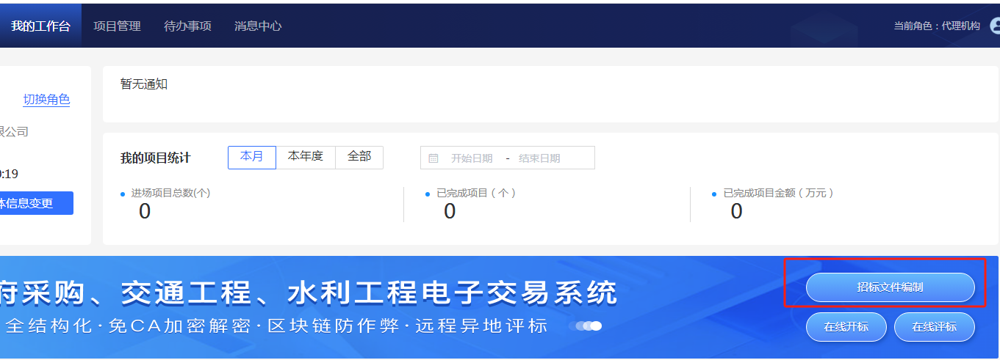 我的工作台 项目管理 待办事项 消息中心 当前角色：代理机构
暂无通知
切换角色
限公司
:19
信息变更
我的项目统计 本月 本年度 全部 开始日期 - 结束日期
进场项目总数(个) 已完成项目（个） 已完成项目金额（万元）
0 0 0
府采购、交通工程、水利工程电子交易系统
招标文件编制
全结构化·免CA加密解密·区块链防作弊·远程异地评标
在线开标 在线评标